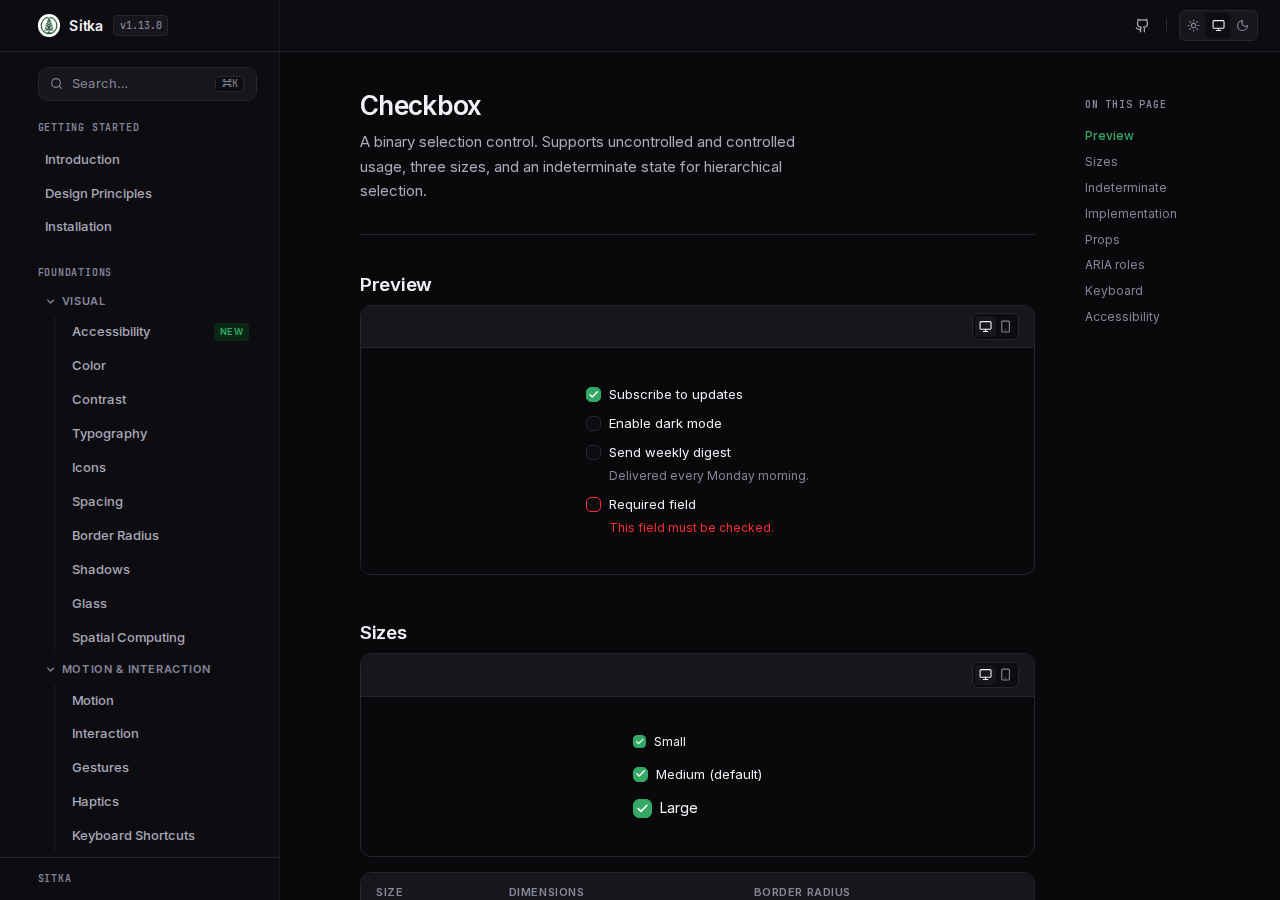 Sitka v1.13.0
Search... ⌘K
GETTING STARTED
Introduction
Design Principles
Installation
FOUNDATIONS
VISUAL
Accessibility NEW
Color
Contrast
Typography
Icons
Spacing
Border Radius
Shadows
Glass
Spatial Computing
MOTION & INTERACTION
Motion
Interaction
Gestures
Haptics
Keyboard Shortcuts
SITKA
Checkbox
A binary selection control. Supports uncontrolled and controlled
usage, three sizes, and an indeterminate state for hierarchical
selection.
Preview
Subscribe to updates
Enable dark mode
Send weekly digest
Delivered every Monday morning.
Required field
This field must be checked.
Sizes
Small
Medium (default)
Large
SIZE DIMENSIONS BORDER RADIUS
ON THIS PAGE
Preview
Sizes
Indeterminate
Implementation
Props
ARIA roles
Keyboard
Accessibility